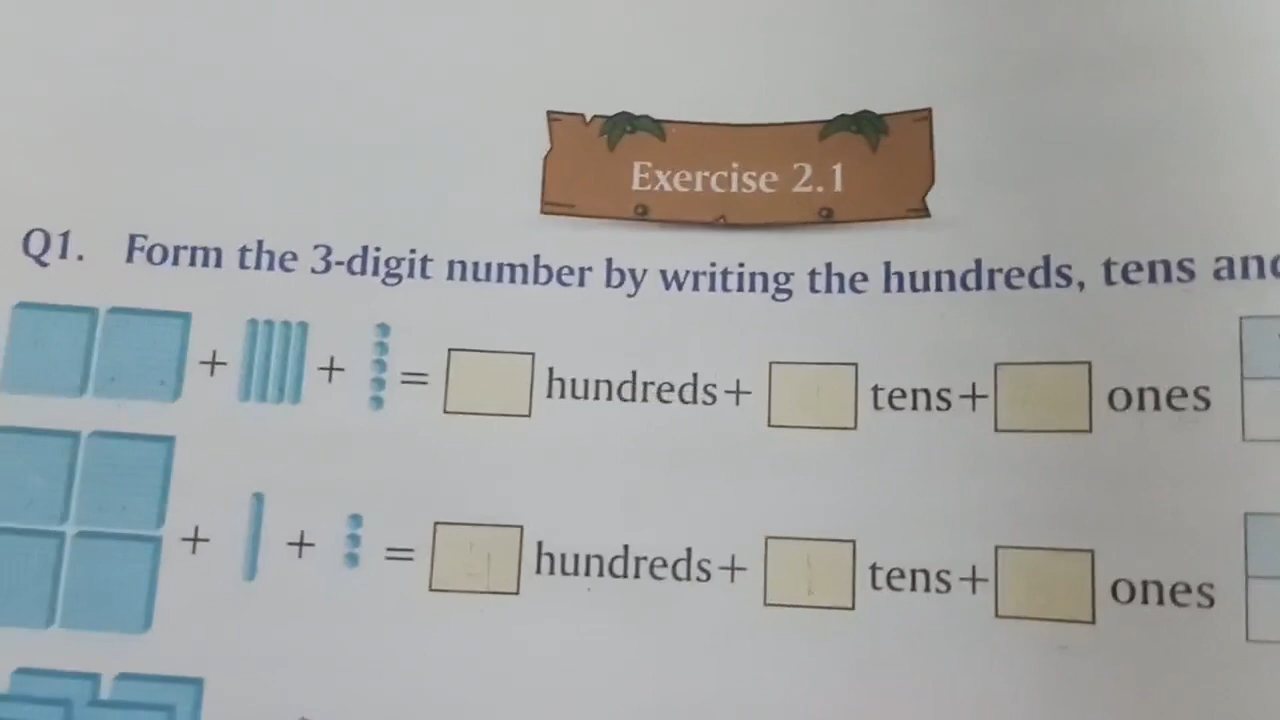 Exercise 2.1
Q1. Form the 3-digit number by writing the hundreds, tens and
+ + = hundreds+ tens+ ones
+ + = hundreds+ tens+ ones